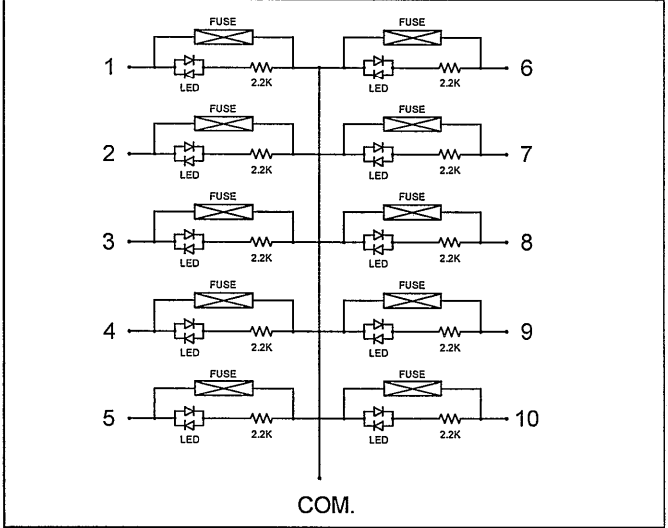 FUSE FUSE
1 LED 2.2K LED 2.2K 6
FUSE FUSE
2 LED 2.2K LED 2.2K 7
FUSE FUSE
3 LED 2.2K LED 2.2K 8
FUSE FUSE
4 LED 2.2K LED 2.2K 9
FUSE FUSE
5 LED 2.2K LED 2.2K 10
COM.